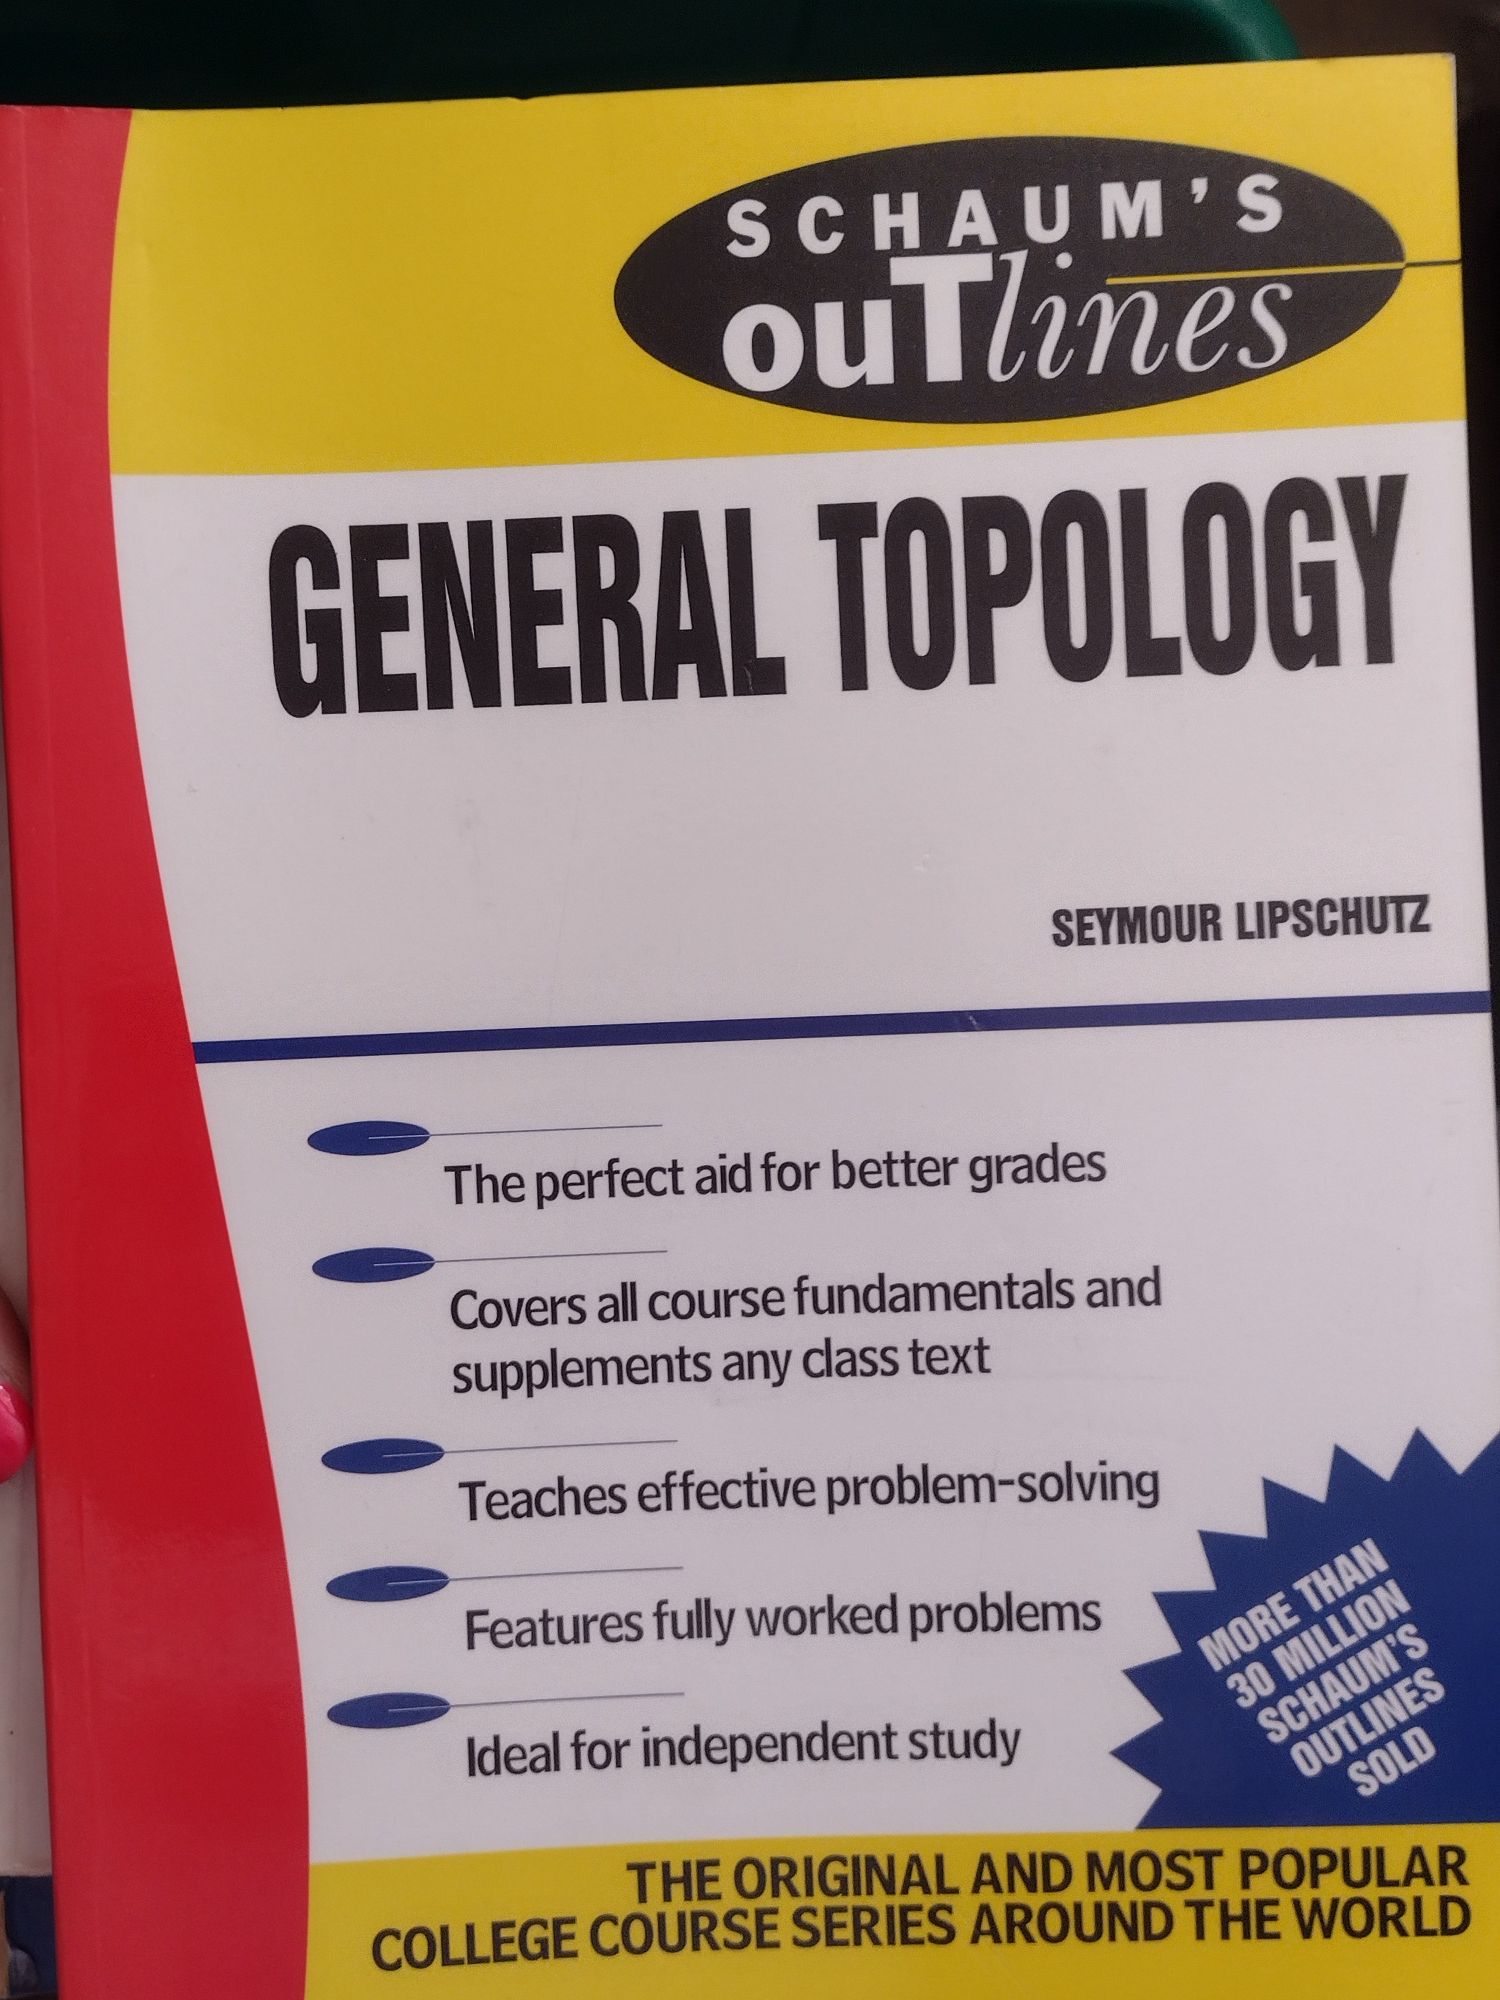 SCHAUM'S
ouTlines
GENERAL TOPOLOGY
SEYMOUR LIPSCHUTZ
The perfect aid for better grades
Covers all course fundamentals and
supplements any class text
Teaches effective problem-solving
Features fully worked problems
Ideal for independent study
MORE THAN
30 MILLION
SCHAUM'S
OUTLINES
SOLD
THE ORIGINAL AND MOST POPULAR
COLLEGE COURSE SERIES AROUND THE WORLD